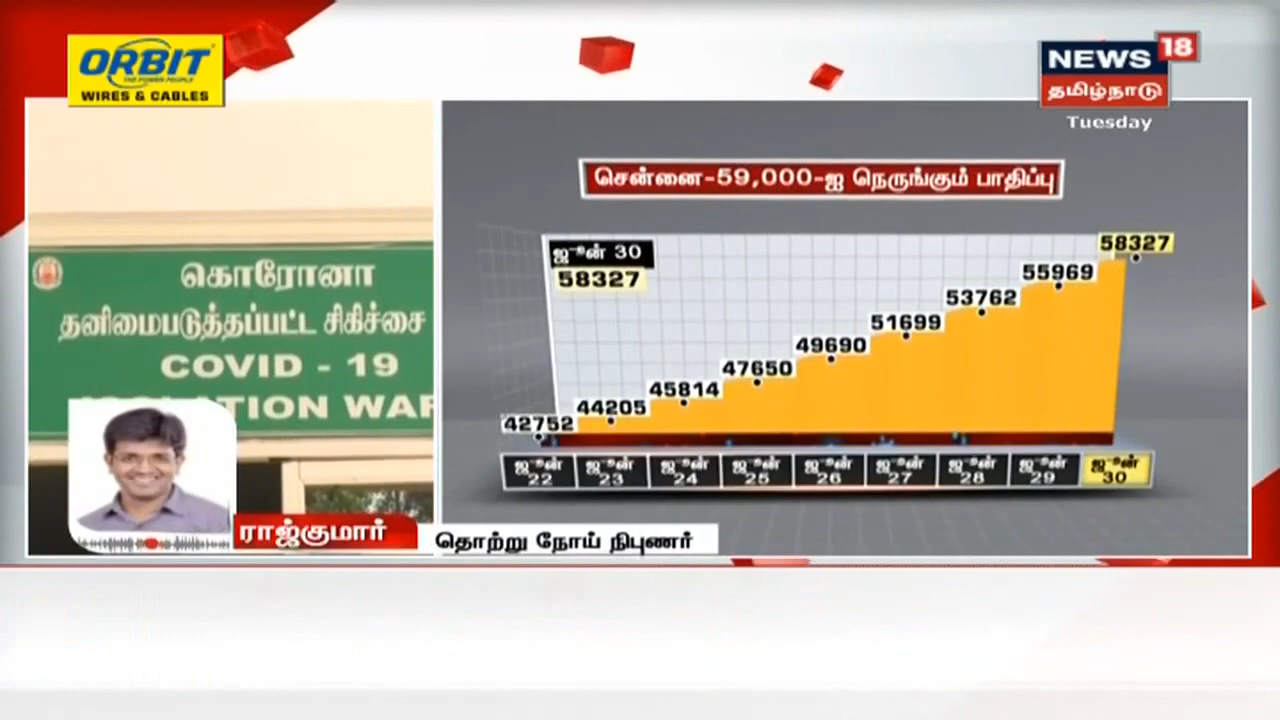 ORBIT
THE POWER PEOPLE
WIRES & CABLES
NEWS 18
தமிழ்நாடு
Tuesday
கொரோனா
தனிமைபடுத்தப்பட்ட சிகிச்சை
COVID - 19
WAR
ராஜ்குமார்
தொற்று நோய் நிபுணர்
சென்னை-59,000-ஐ நெருங்கும் பாதிப்பு
ஜூன் 30
58327
42752
44205
45814
47650
49690
51699
53762
55969
58327
ஜூன் 22
ஜூன் 23
ஜூன் 24
ஜூன் 25
ஜூன் 26
ஜூன் 27
ஜூன் 28
ஜூன் 29
ஜூன் 30